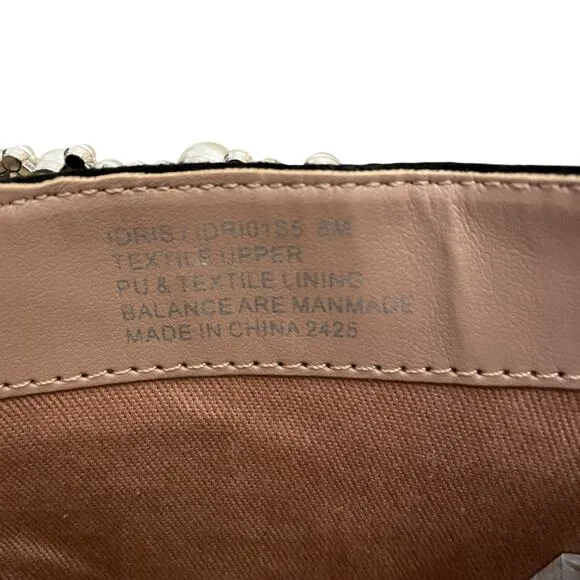 IDRIS / IDRI01S5 8M
TEXTILE UPPER
PU & TEXTILE LINING
BALANCE ARE MANMADE
MADE IN CHINA 2425